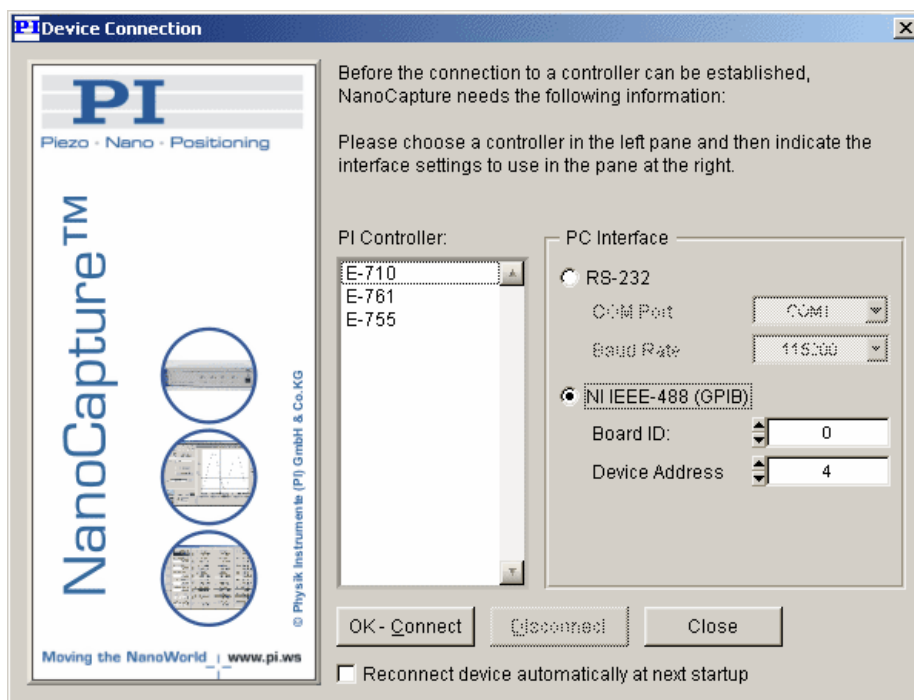 PI Device Connection
PI
Piezo · Nano · Positioning
NanoCapture™
© Physik Instrumente (PI) GmbH & Co.KG
Moving the NanoWorld | www.pi.ws
Before the connection to a controller can be established,
NanoCapture needs the following information:
Please choose a controller in the left pane and then indicate the
interface settings to use in the pane at the right.
PI Controller:
E-710
E-761
E-755
PC Interface
RS-232
COM Port COM1
Baud Rate 115200
NI IEEE-488 (GPIB)
Board ID: 0
Device Address 4
OK - Connect Disconnect Close
Reconnect device automatically at next startup